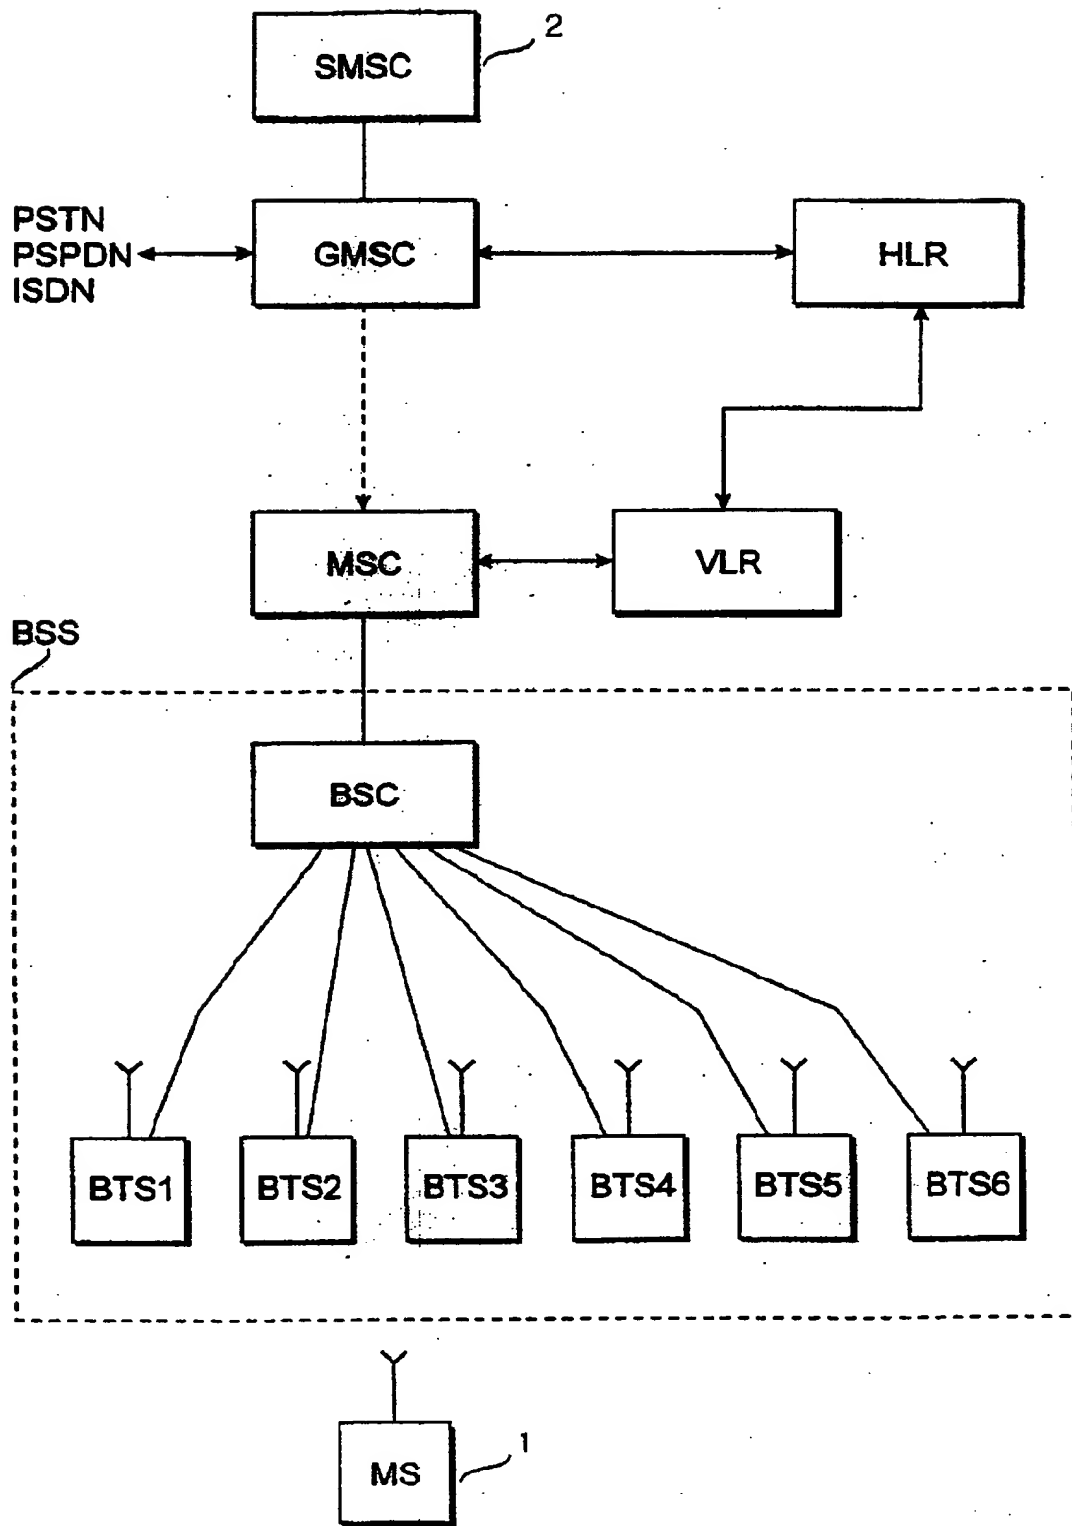 2
SMSC
PSTN
PSPDN
ISDN
GMSC
HLR
MSC
VLR
BSS
BSC
BTS1
BTS2
BTS3
BTS4
BTS5
BTS6
1
MS